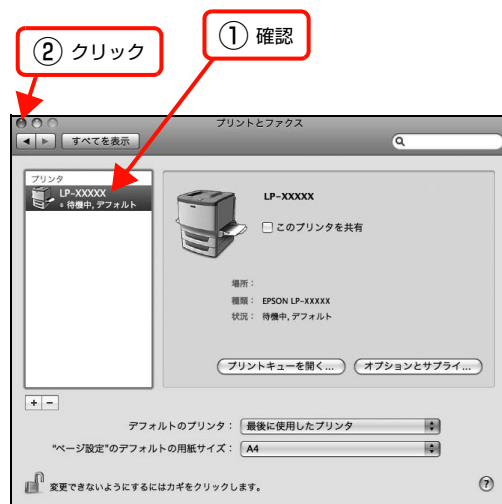 ① 確認
② クリック
プリントとファクス
すべてを表示
プリンタ
LP-XXXXX
待機中, デフォルト
LP-XXXXX
このプリンタを共有
場所：
種類： EPSON LP-XXXXX
状況： 待機中, デフォルト
プリントキューを開く... オプションとサプライ...
+ −
デフォルトのプリンタ： 最後に使用したプリンタ
"ページ設定"のデフォルトの用紙サイズ： A4
変更できないようにするにはカギをクリックします。 ?